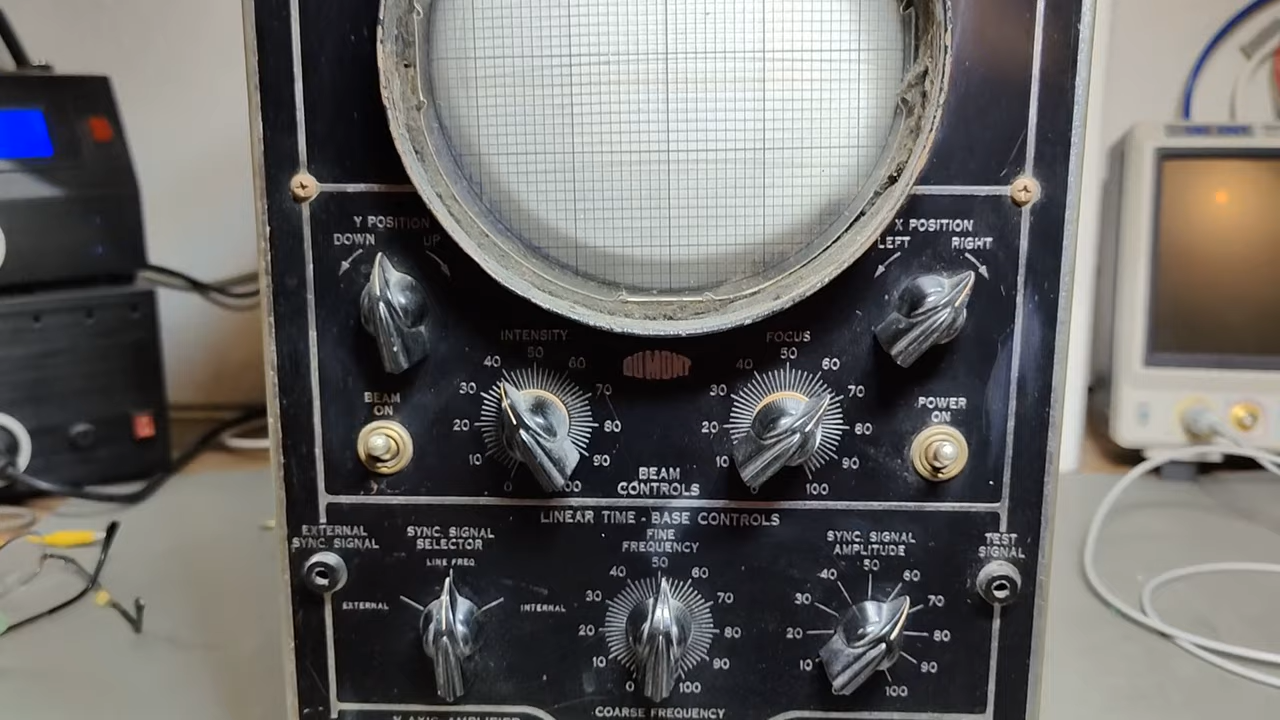 Y POSITION
DOWN UP
X POSITION
LEFT RIGHT
INTENSITY
0 10 20 30 40 50 60 70 80 90 100
DUMONT
FOCUS
10 20 30 40 50 60 70 80 90 100
BEAM
ON
POWER
ON
BEAM
CONTROLS
LINEAR TIME - BASE CONTROLS
EXTERNAL
SYNC. SIGNAL
SYNC. SIGNAL
SELECTOR
LINE FREQ.
EXTERNAL INTERNAL
FINE
FREQUENCY
0 10 20 30 40 50 60 70 80 90 100
SYNC. SIGNAL
AMPLITUDE
10 20 30 40 50 60 70 80 90 100
TEST
SIGNAL
COARSE FREQUENCY